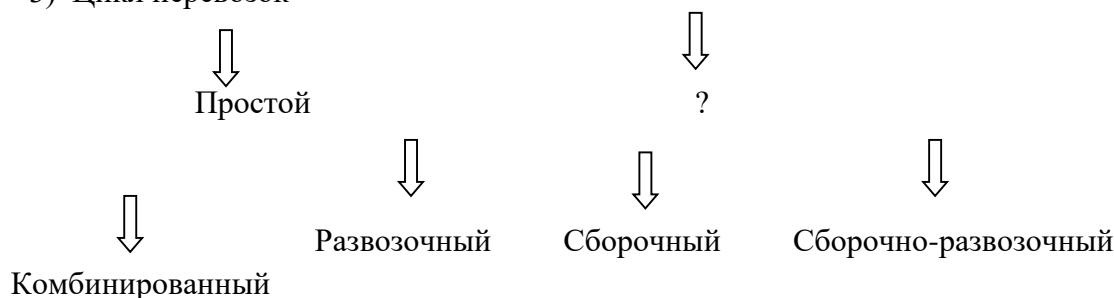 3) Цикл перевозок
Простой ?
Развозочный Сборочный Сборочно-развозочный
Комбинированный